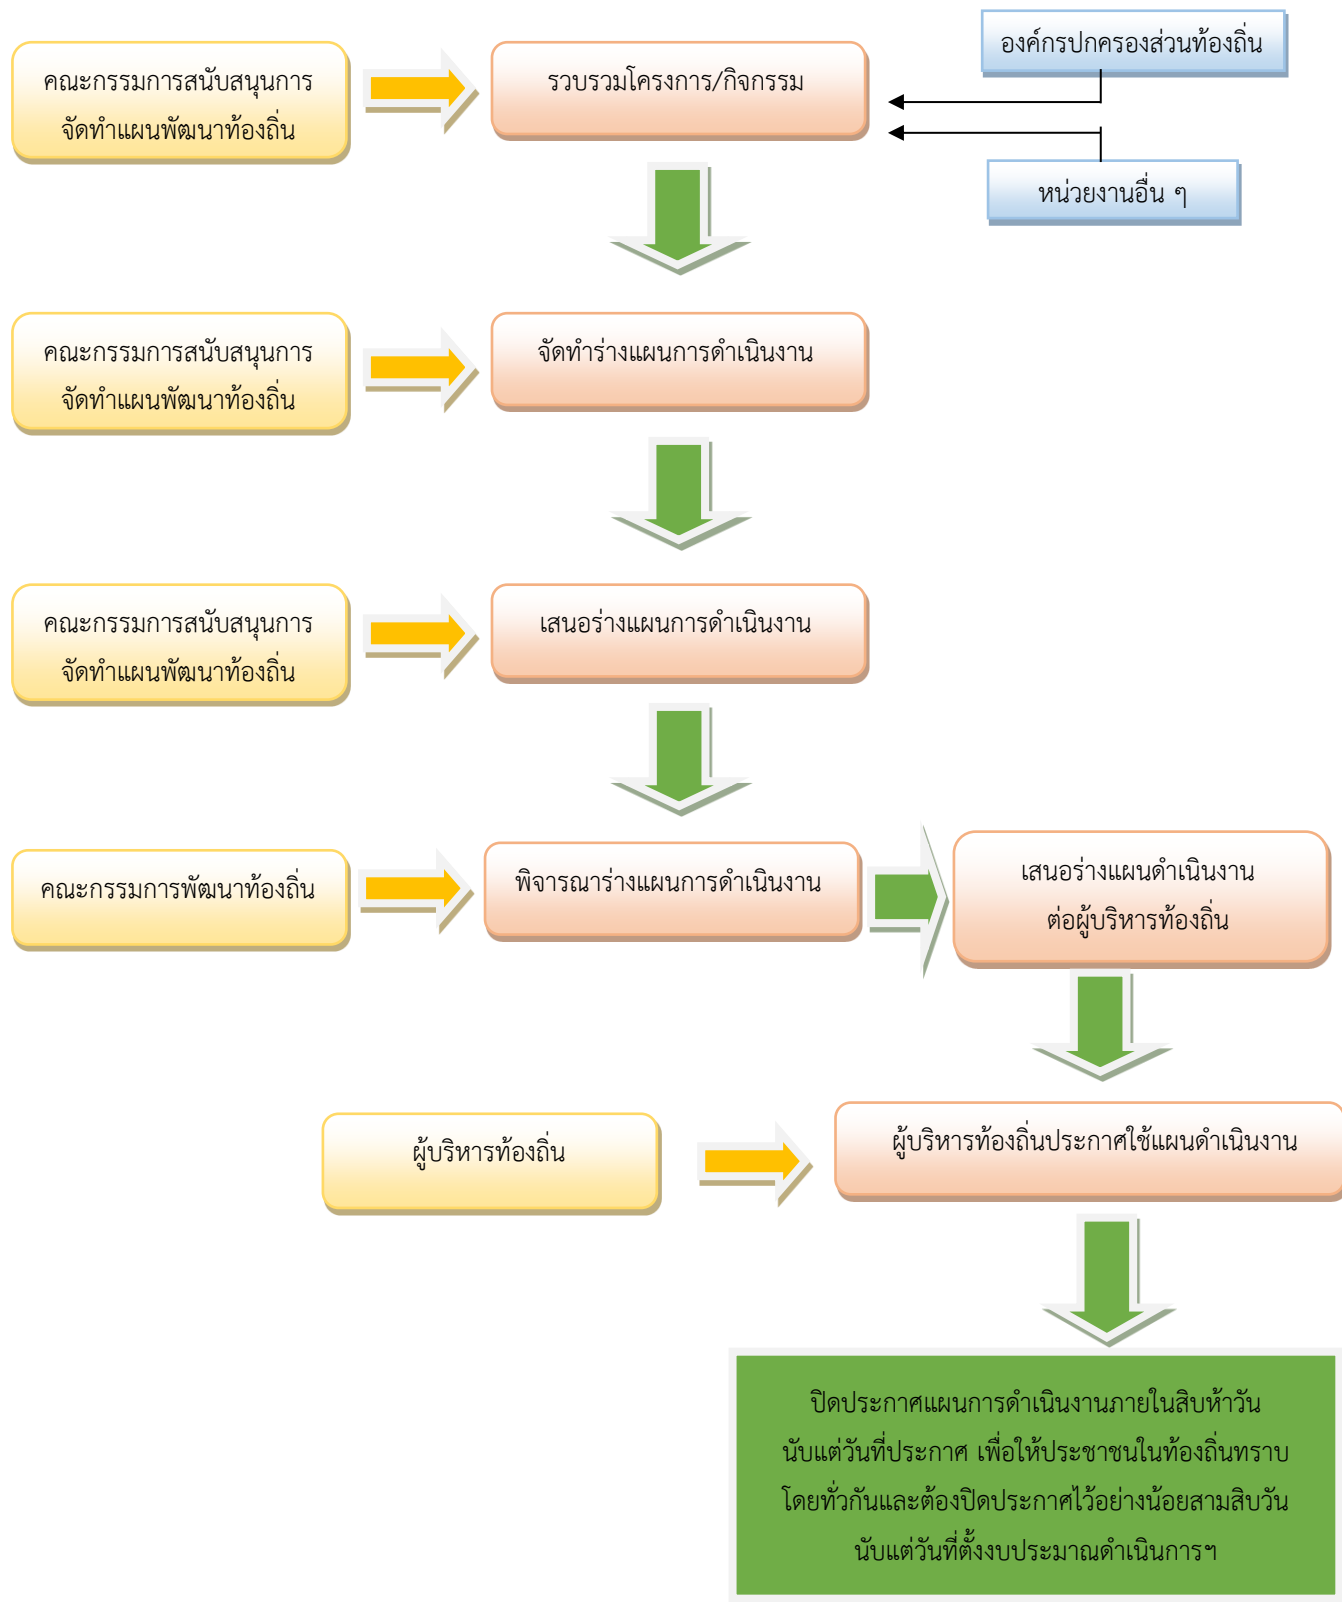 องค์กรปกครองส่วนท้องถิ่น
คณะกรรมการสนับสนุนการ
จัดทำแผนพัฒนาท้องถิ่น
รวบรวมโครงการ/กิจกรรม
หน่วยงานอื่น ๆ
คณะกรรมการสนับสนุนการ
จัดทำแผนพัฒนาท้องถิ่น
จัดทำร่างแผนการดำเนินงาน
คณะกรรมการสนับสนุนการ
จัดทำแผนพัฒนาท้องถิ่น
เสนอร่างแผนการดำเนินงาน
คณะกรรมการพัฒนาท้องถิ่น
พิจารณาร่างแผนการดำเนินงาน
เสนอร่างแผนดำเนินงาน
ต่อผู้บริหารท้องถิ่น
ผู้บริหารท้องถิ่น
ผู้บริหารท้องถิ่นประกาศใช้แผนดำเนินงาน
ปิดประกาศแผนการดำเนินงานภายในสิบห้าวัน
นับแต่วันที่ประกาศ เพื่อให้ประชาชนในท้องถิ่นทราบ
โดยทั่วกันและต้องปิดประกาศไว้อย่างน้อยสามสิบวัน
นับแต่วันที่ตั้งงบประมาณดำเนินการฯ